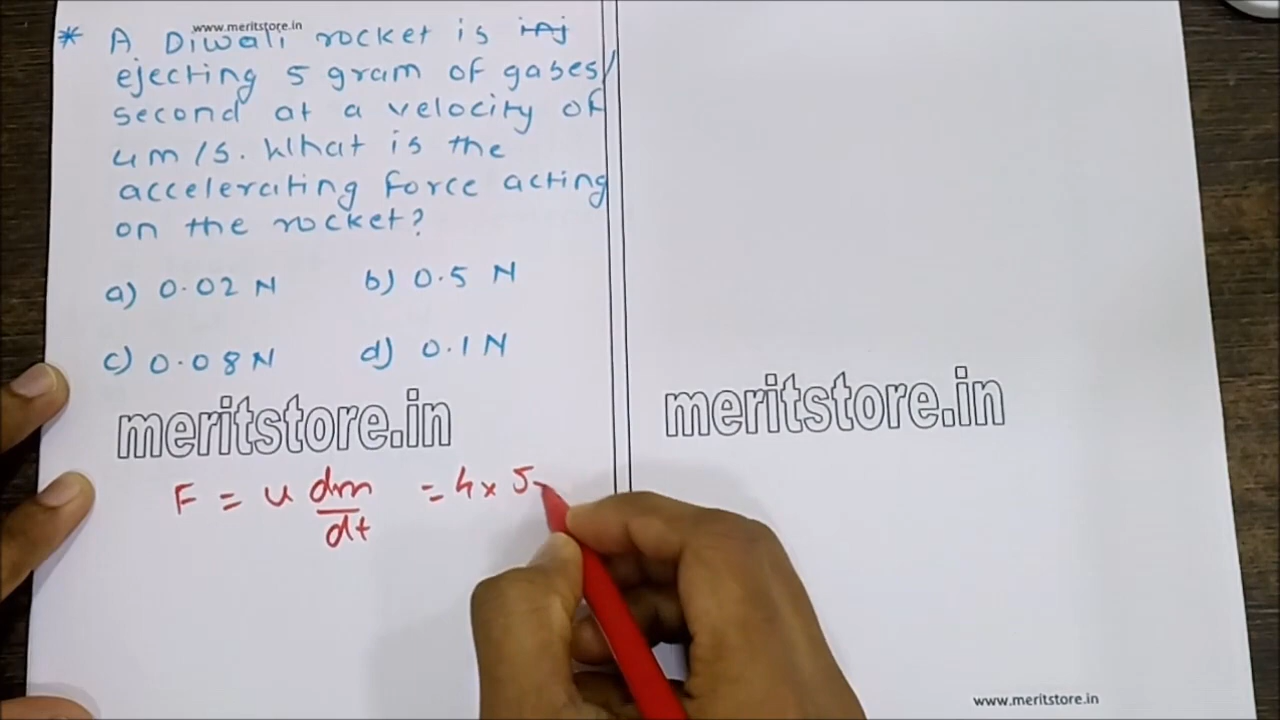 www.meritstore.in
* A Diwali rocket is
ejecting 5 gram of gases/
second at a velocity of
4m/s. What is the
accelerating force acting
on the rocket?
a) 0.02 N b) 0.5 N
c) 0.08 N d) 0.1 N
meritstore.in
meritstore.in
F = u dm/dt = 4 x 5
www.meritstore.in